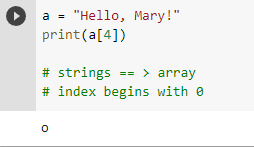 a = "Hello, Mary!"
print(a[4])
# strings == > array
# index begins with 0
o